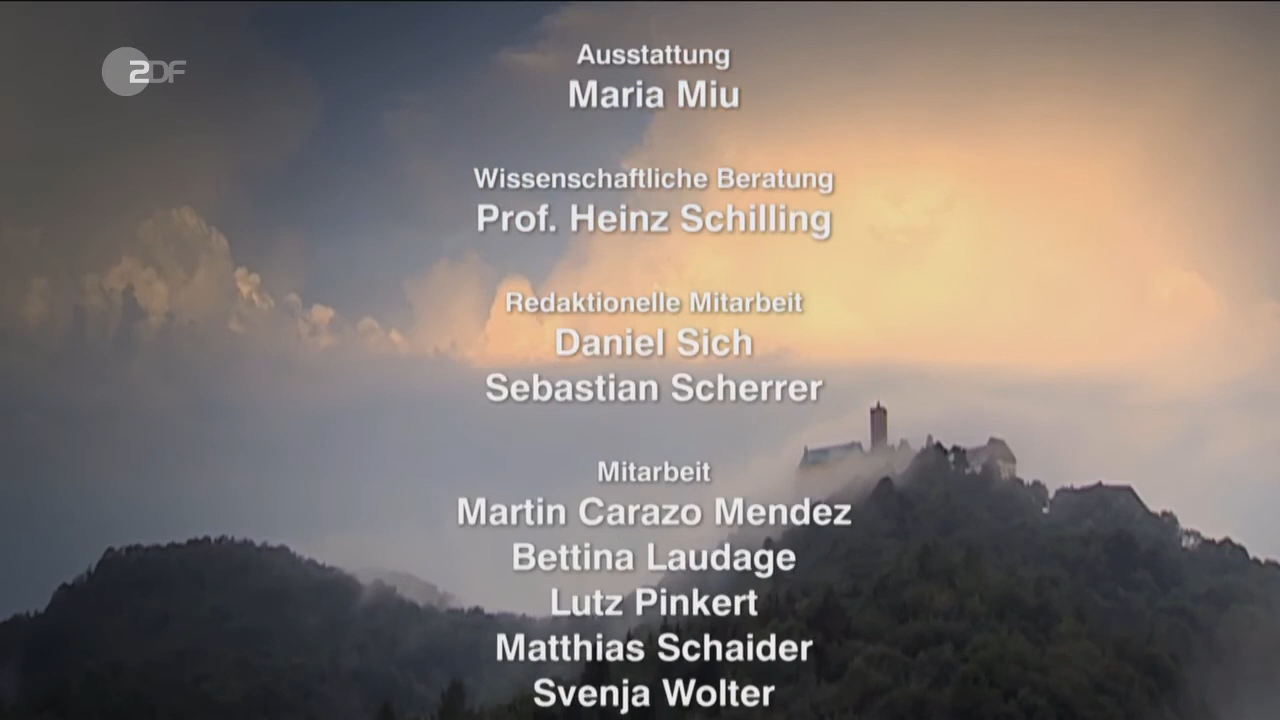 ZDF
Ausstattung
Maria Miu
Wissenschaftliche Beratung
Prof. Heinz Schilling
Redaktionelle Mitarbeit
Daniel Sich
Sebastian Scherrer
Mitarbeit
Martin Carazo Mendez
Bettina Laudage
Lutz Pinkert
Matthias Schaider
Svenja Wolter